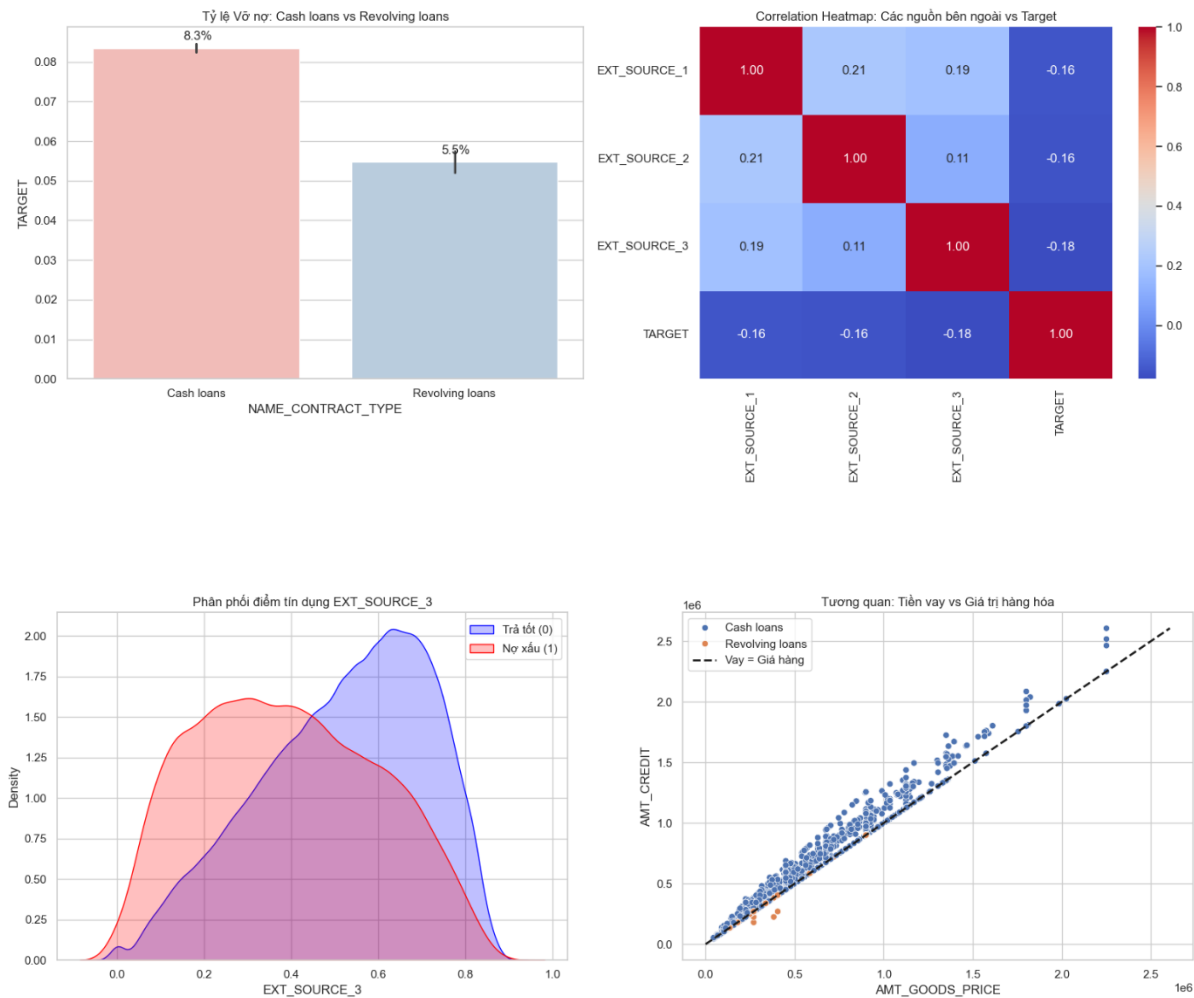 Tỷ lệ Vỡ nợ: Cash loans vs Revolving loans
8.3%
5.5%
0.08
0.07
0.06
0.05
0.04
0.03
0.02
0.01
0.00
TARGET
Cash loans
Revolving loans
NAME_CONTRACT_TYPE
Correlation Heatmap: Các nguồn bên ngoài vs Target
EXT_SOURCE_1
1.00
0.21
0.19
-0.16
EXT_SOURCE_2
0.21
1.00
0.11
-0.16
EXT_SOURCE_3
0.19
0.11
1.00
-0.18
TARGET
-0.16
-0.16
-0.18
1.00
EXT_SOURCE_1
EXT_SOURCE_2
EXT_SOURCE_3
TARGET
1.0
0.8
0.6
0.4
0.2
0.0
Phân phối điểm tín dụng EXT_SOURCE_3
Trả tốt (0)
Nợ xấu (1)
2.00
1.75
1.50
1.25
1.00
0.75
0.50
0.25
0.00
Density
0.0
0.2
0.4
0.6
0.8
1.0
EXT_SOURCE_3
Tương quan: Tiền vay vs Giá trị hàng hóa
1e6
Cash loans
Revolving loans
Vay = Giá hàng
2.5
2.0
1.5
1.0
0.5
0.0
AMT_CREDIT
0.0
0.5
1.0
1.5
2.0
2.5
1e6
AMT_GOODS_PRICE